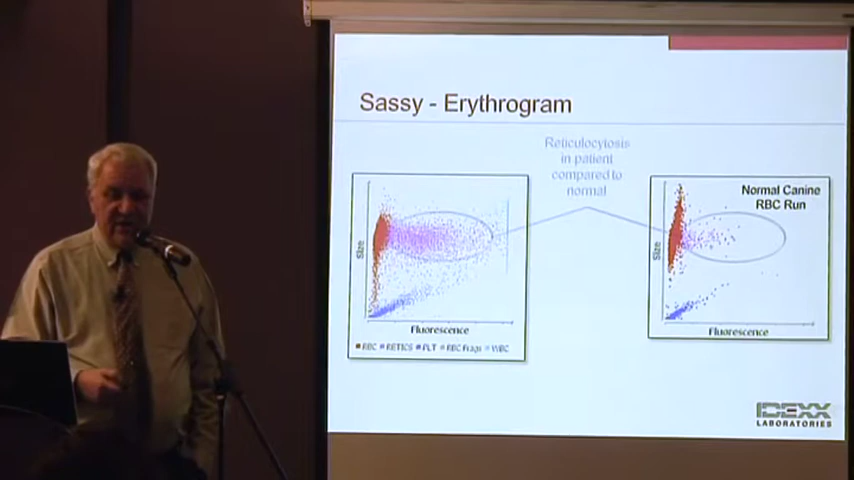 Sassy - Erythrogram
Reticulocytosis
in patient
compared to
normal
Size
Fluorescence
RBC RETICS PLT RBC Frags WBC
Normal Canine
RBC Run
Size
Fluorescence
IDEXX
LABORATORIES